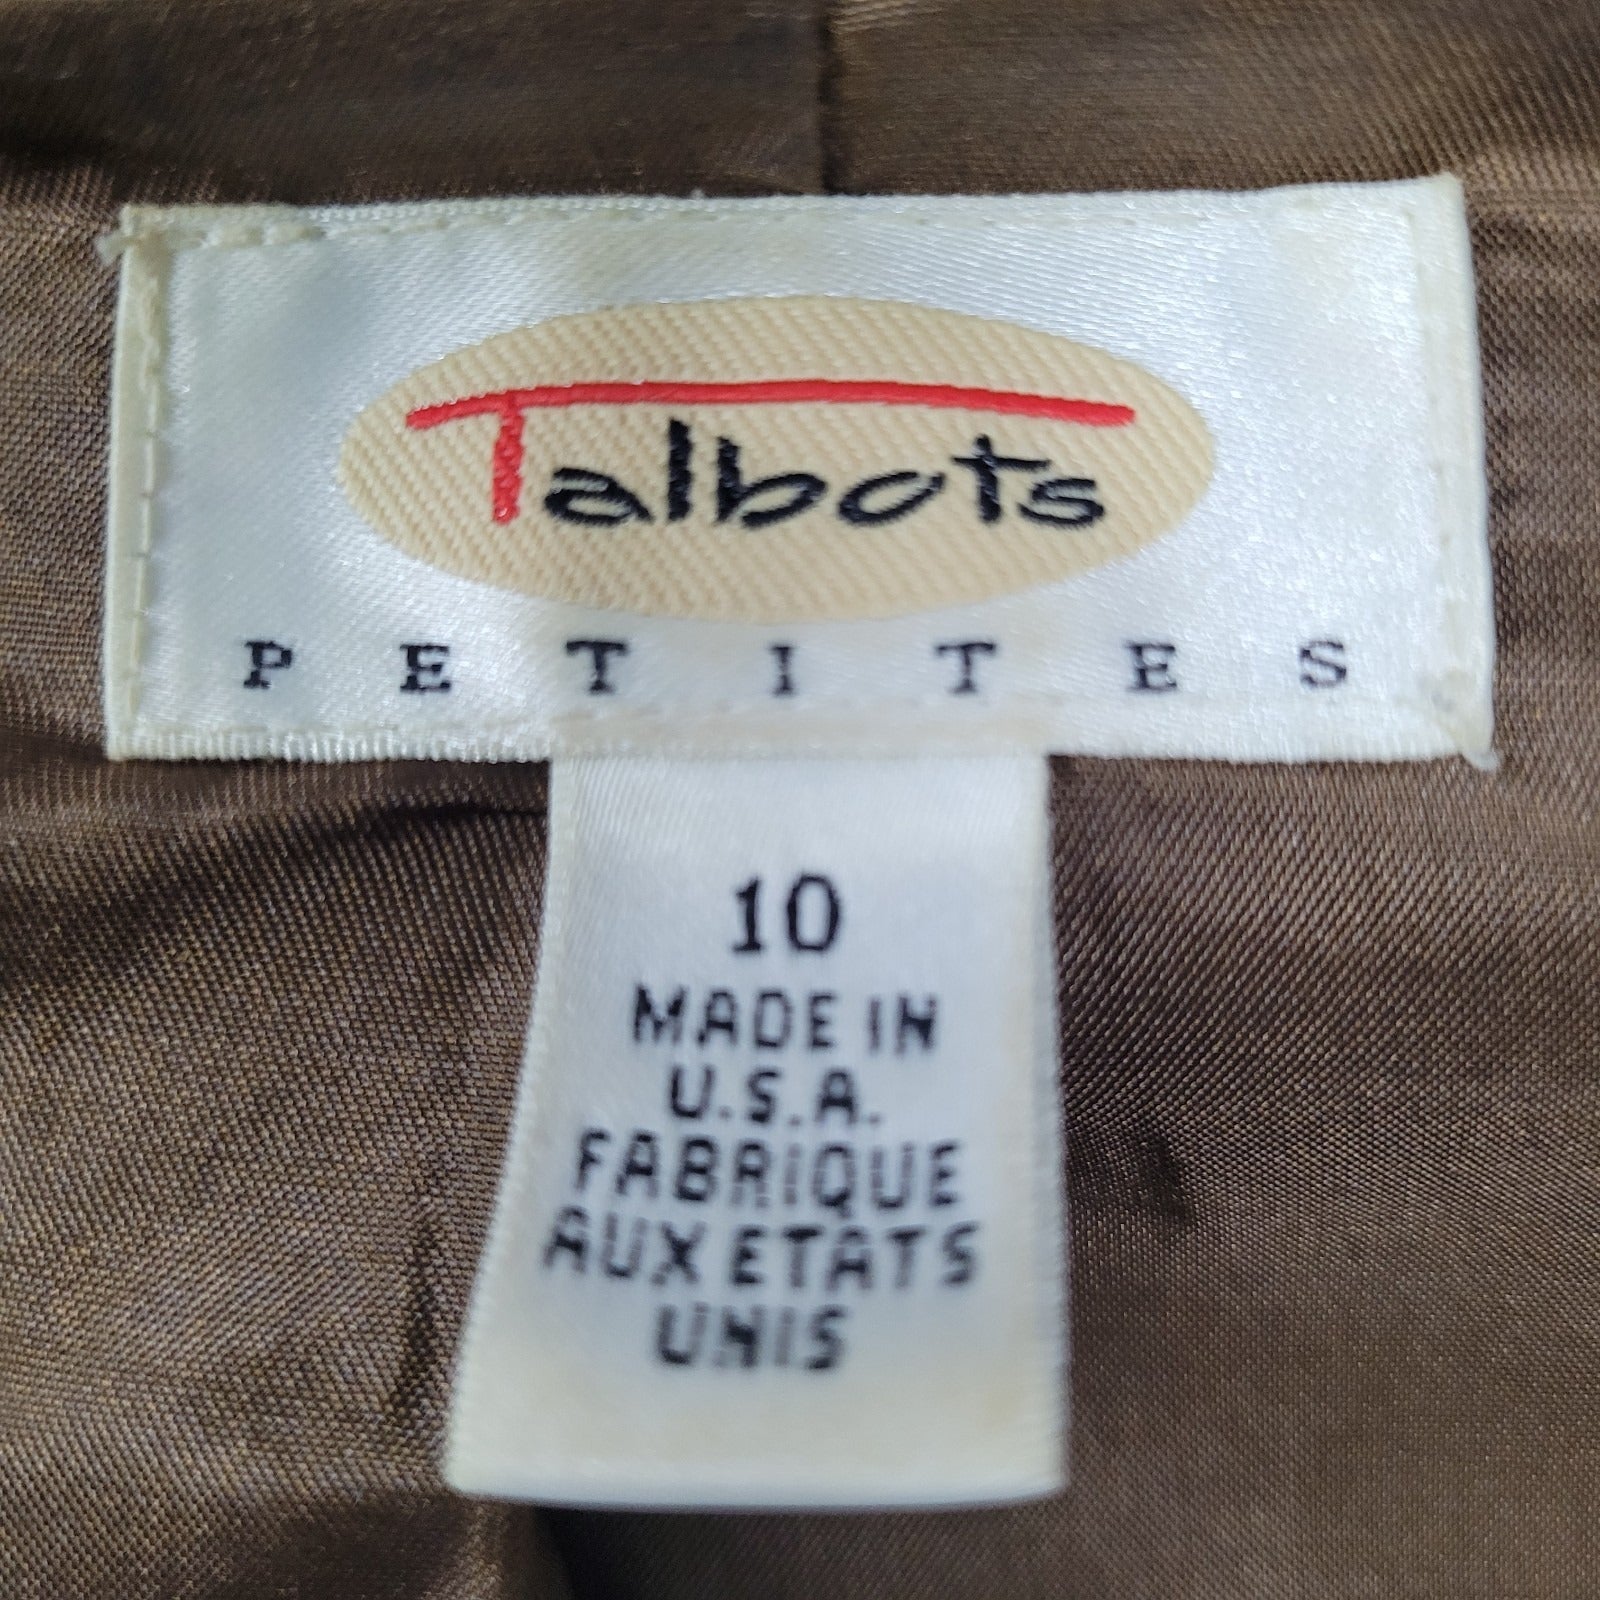 Talbots
PETITES
10
MADE IN
U.S.A.
FABRIQUE
AUX ETATS
UNIS